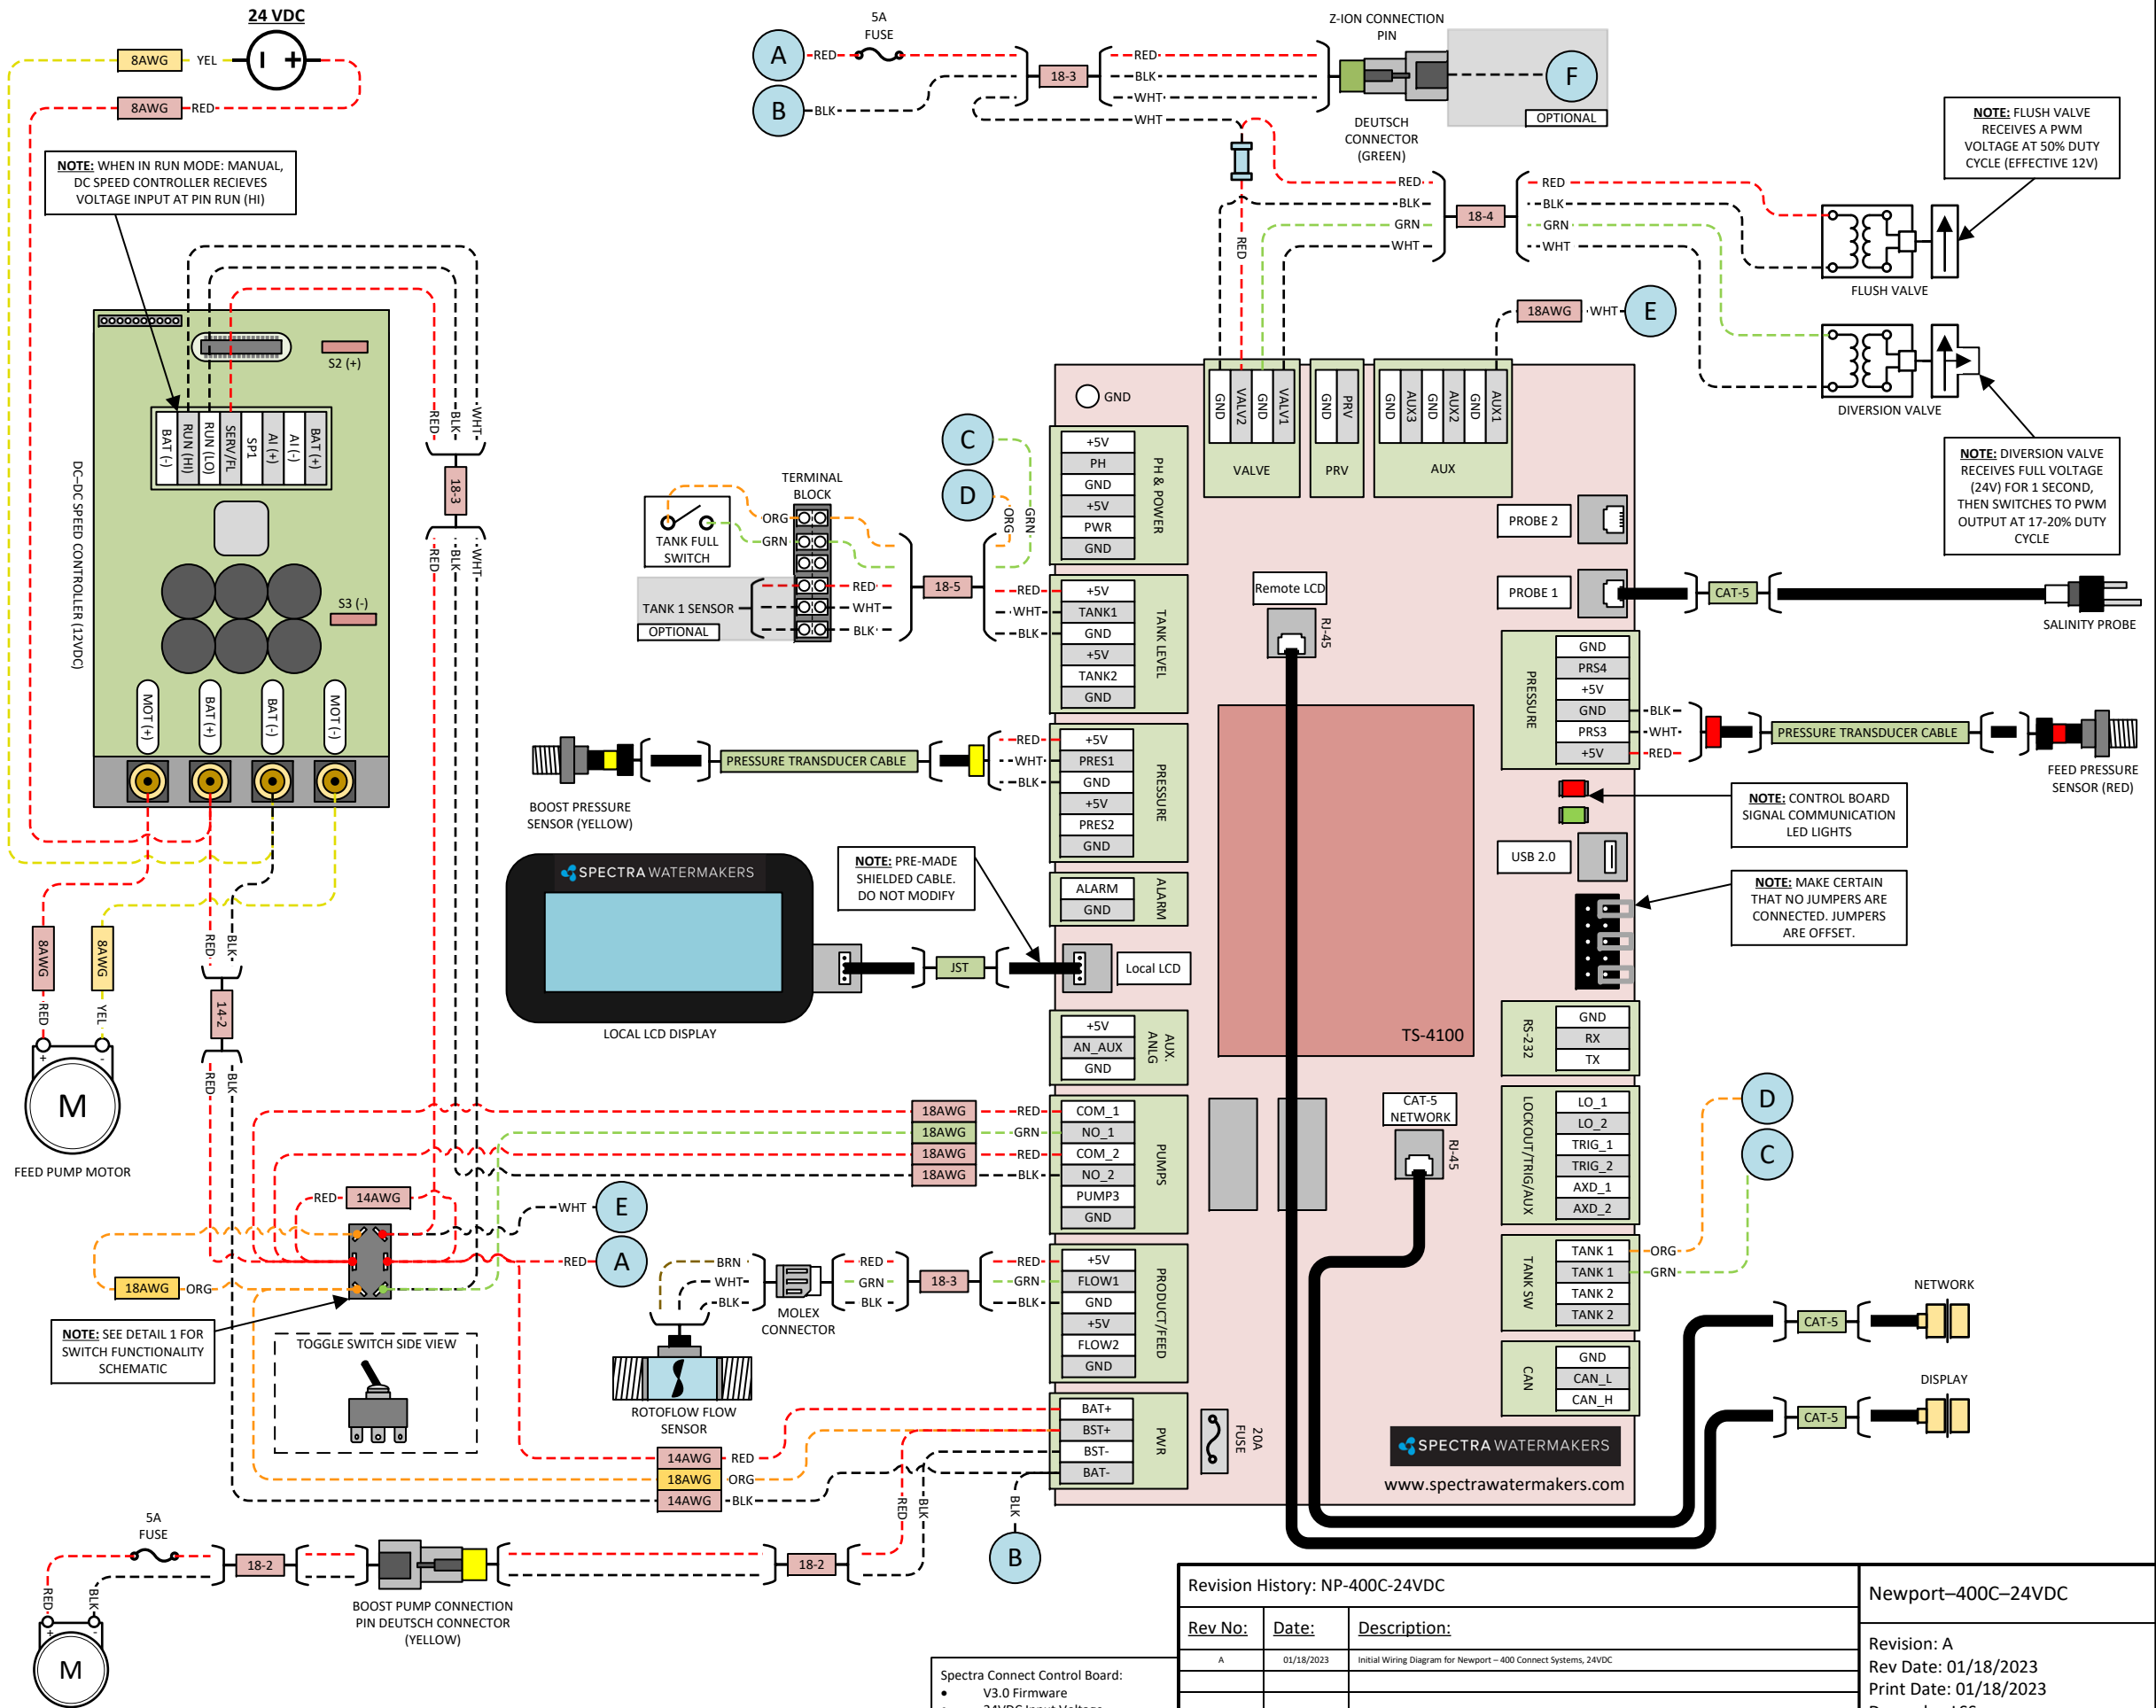 24 VDC
8AWG YEL
8AWG RED
NOTE: WHEN IN RUN MODE: MANUAL,
DC SPEED CONTROLLER RECIEVES
VOLTAGE INPUT AT PIN RUN (HI)
S2 (+)
BAT (-)
RUN (HI)
RUN (LO)
SERV/FL
SP1
AI (+)
AI (-)
BAT (+)
DC–DC SPEED CONTROLLER (12VDC)
S3 (-)
MOT (+)
BAT (+)
BAT (-)
MOT (-)
RED
BLK
WHT
18-3
RED
BLK
WHT
8AWG
8AWG
RED
YEL
+
-
M
FEED PUMP MOTOR
RED
BLK
14-2
RED
BLK
5A
FUSE
A
RED
B
BLK
18-3
RED
BLK
WHT
WHT
Z-ION CONNECTION
PIN
F
OPTIONAL
DEUTSCH
CONNECTOR
(GREEN)
RED
RED
BLK
GRN
WHT
18-4
RED
BLK
GRN
WHT
NOTE: FLUSH VALVE
RECEIVES A PWM
VOLTAGE AT 50% DUTY
CYCLE (EFFECTIVE 12V)
FLUSH VALVE
18AWG WHT E
DIVERSION VALVE
NOTE: DIVERSION VALVE
RECEIVES FULL VOLTAGE
(24V) FOR 1 SECOND,
THEN SWITCHES TO PWM
OUTPUT AT 17-20% DUTY
CYCLE
GND
GND
VALV2
GND
VALV1
VALVE
GND
PRV
PRV
GND
AUX3
GND
AUX2
GND
AUX1
AUX
C
D
ORG
GRN
TERMINAL
BLOCK
TANK FULL
SWITCH
ORG
GRN
TANK 1 SENSOR
OPTIONAL
RED
WHT
BLK
18-5
RED
WHT
BLK
+5V
PH
GND
+5V
PWR
GND
PH & POWER
+5V
TANK1
GND
+5V
TANK2
GND
TANK LEVEL
PROBE 2
PROBE 1
CAT-5
SALINITY PROBE
Remote LCD
RJ-45
BOOST PRESSURE
SENSOR (YELLOW)
PRESSURE TRANSDUCER CABLE
RED
WHT
BLK
+5V
PRES1
GND
+5V
PRES2
GND
PRESSURE
GND
PRS4
+5V
GND
PRS3
+5V
PRESSURE
BLK
WHT
RED
PRESSURE TRANSDUCER CABLE
FEED PRESSURE
SENSOR (RED)
NOTE: CONTROL BOARD
SIGNAL COMMUNICATION
LED LIGHTS
USB 2.0
NOTE: MAKE CERTAIN
THAT NO JUMPERS ARE
CONNECTED. JUMPERS
ARE OFFSET.
SPECTRA WATERMAKERS
LOCAL LCD DISPLAY
NOTE: PRE-MADE
SHIELDED CABLE.
DO NOT MODIFY
JST
ALARM
GND
ALARM
Local LCD
+5V
AN_AUX
GND
AUX.
ANLG
TS-4100
GND
RX
TX
RS-232
18AWG RED
18AWG GRN
18AWG RED
18AWG BLK
COM_1
NO_1
COM_2
NO_2
PUMP3
GND
PUMPS
CAT-5
NETWORK
RJ-45
LO_1
LO_2
TRIG_1
TRIG_2
AXD_1
AXD_2
LOCKOUT/TRIG/AUX
D
C
RED 14AWG
WHT E
RED A
18AWG ORG
NOTE: SEE DETAIL 1 FOR
SWITCH FUNCTIONALITY
SCHEMATIC
TOGGLE SWITCH SIDE VIEW
BRN
WHT
BLK
MOLEX
CONNECTOR
RED
GRN
BLK
18-3
RED
GRN
BLK
ROTOFLOW FLOW
SENSOR
+5V
FLOW1
GND
+5V
FLOW2
GND
PRODUCT/FEED
TANK 1
TANK 1
TANK 2
TANK 2
TANK SW
ORG
GRN
GND
CAN_L
CAN_H
CAN
NETWORK
CAT-5
DISPLAY
CAT-5
14AWG RED
18AWG ORG
14AWG BLK
BAT+
BST+
BST-
BAT-
PWR
20A
FUSE
SPECTRA WATERMAKERS
www.spectrawatermakers.com
RED
BLK
BLK
B
5A
FUSE
RED
BLK
+
-
M
18-2
BOOST PUMP CONNECTION
PIN DEUTSCH CONNECTOR
(YELLOW)
18-2
Spectra Connect Control Board:
• V3.0 Firmware
Revision History: NP-400C-24VDC
Rev No: Date: Description:
A 01/18/2023 Initial Wiring Diagram for Newport – 400 Connect Systems, 24VDC
Newport–400C–24VDC
Revision: A
Rev Date: 01/18/2023
Print Date: 01/18/2023